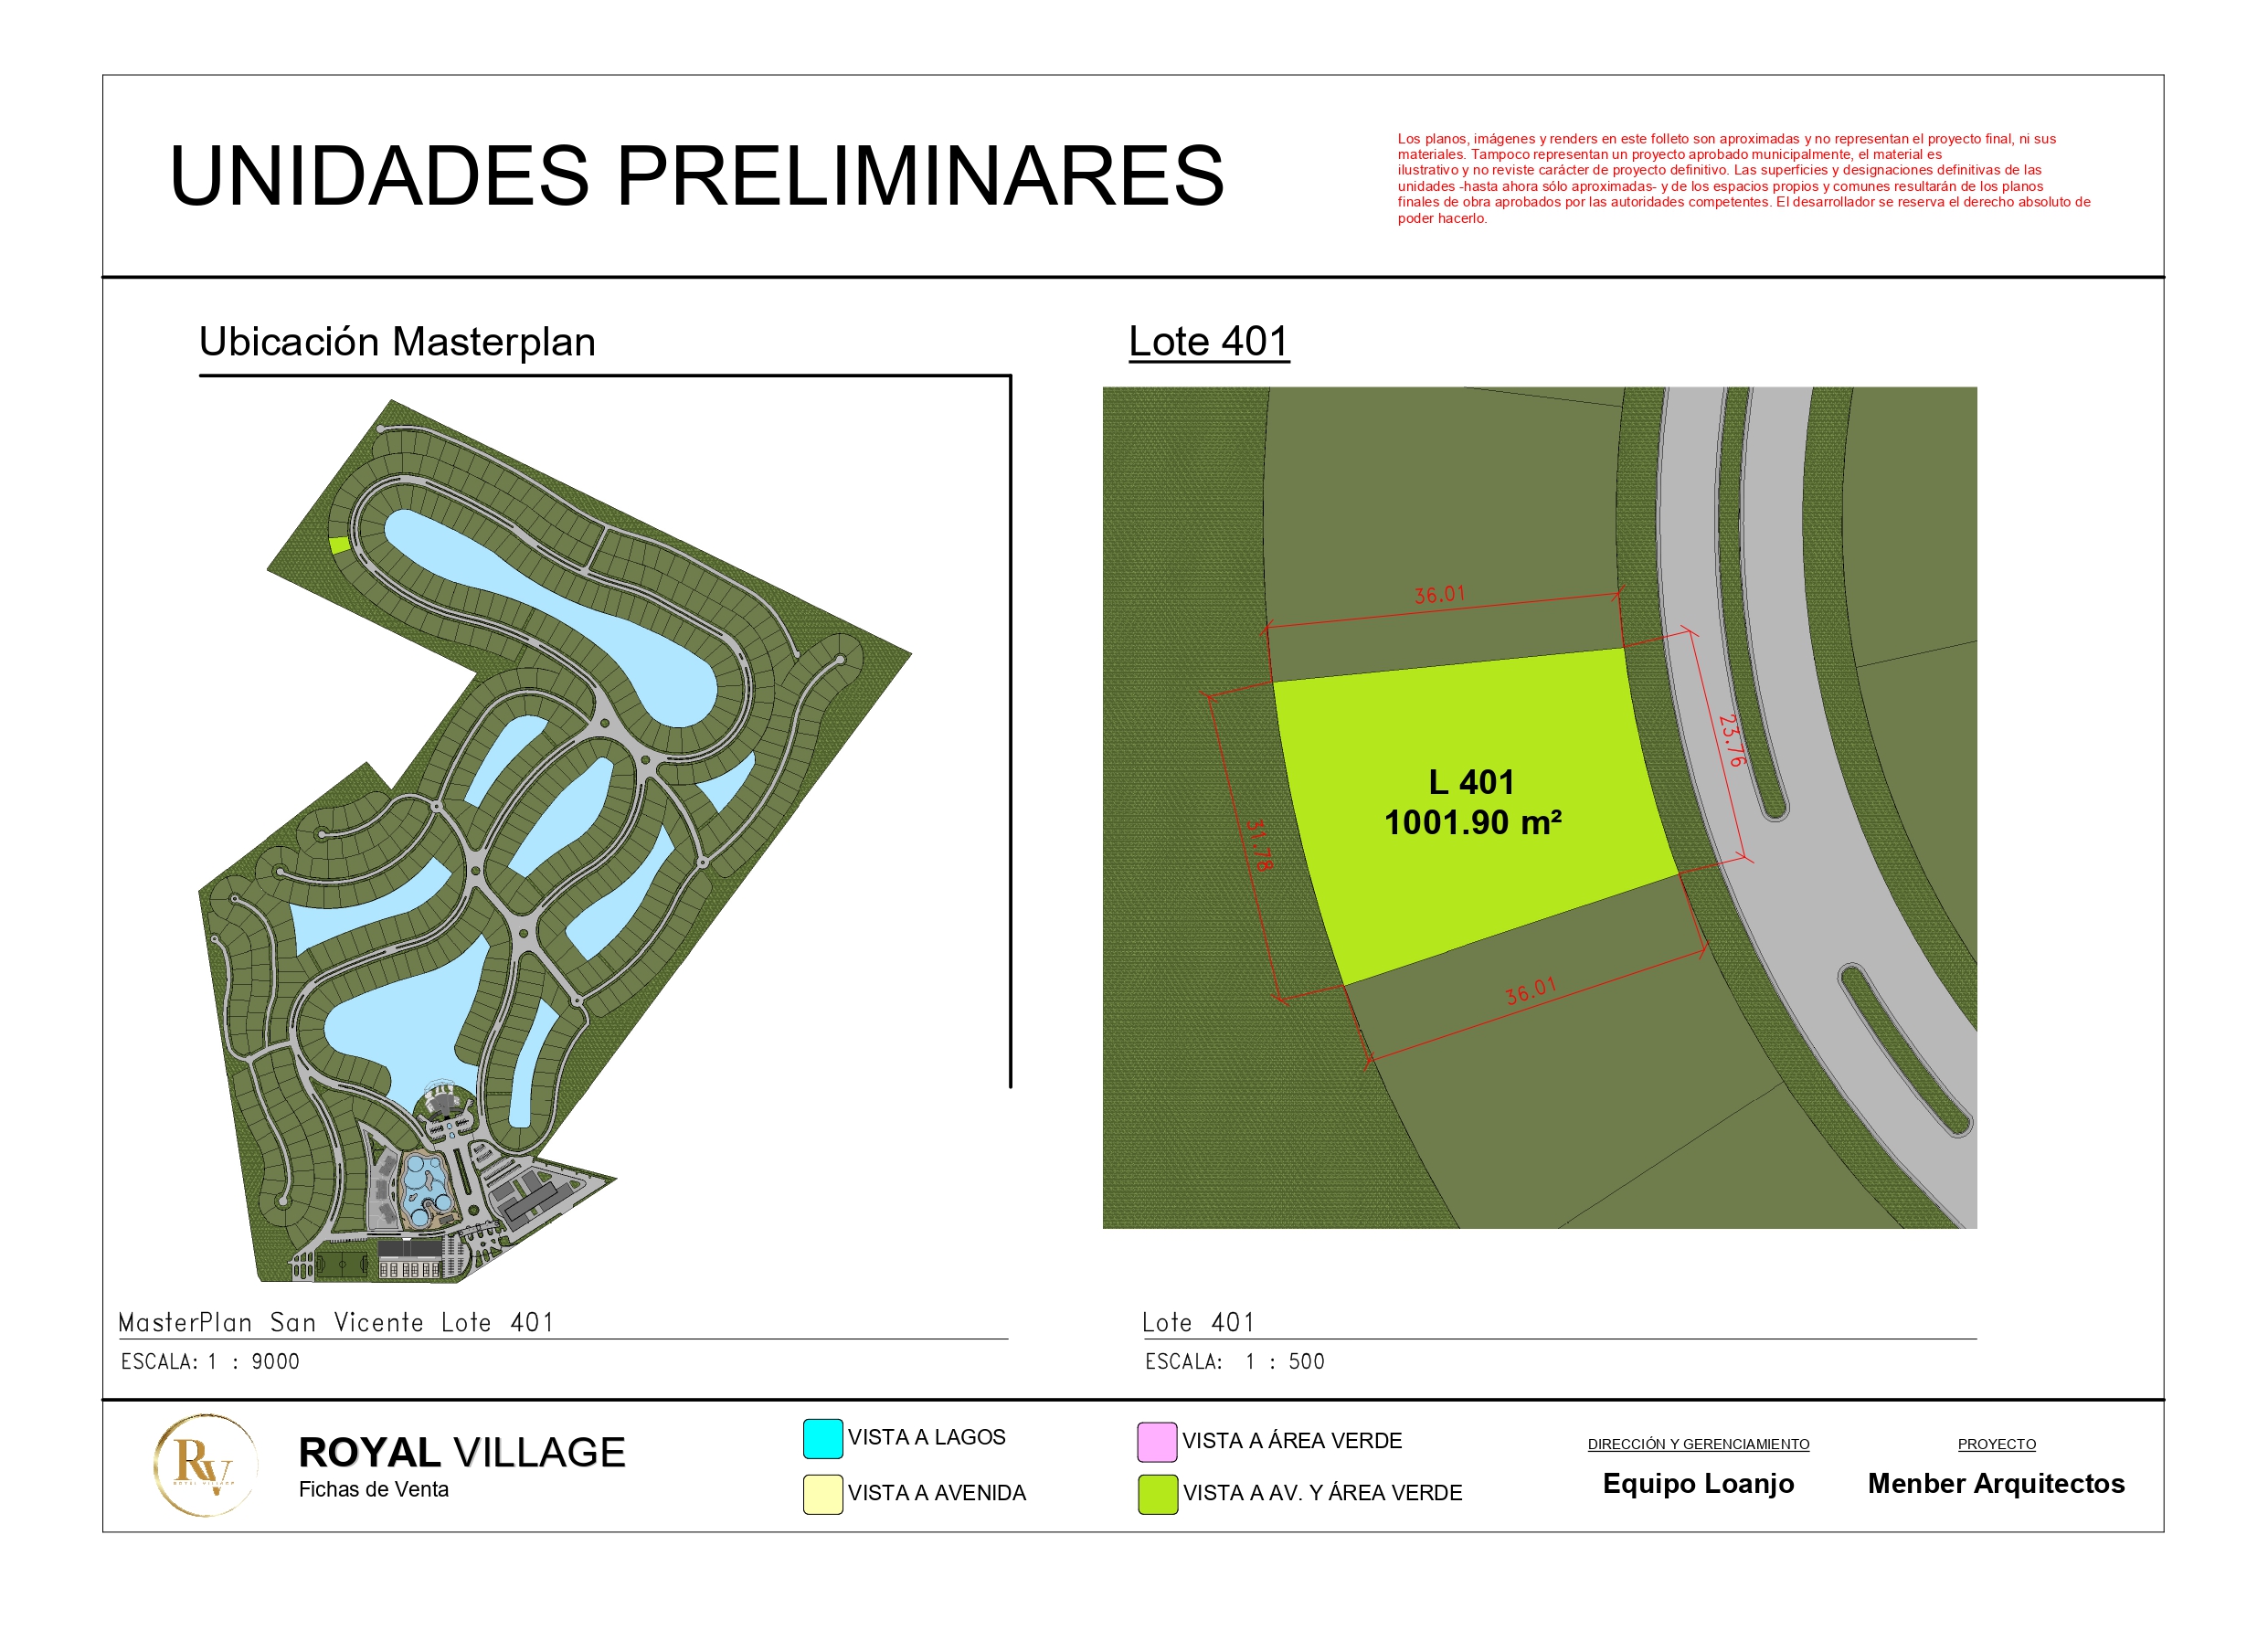 UNIDADES PRELIMINARES
Los planos, imágenes y renders en este folleto son aproximadas y no representan el proyecto final, ni sus
materiales. Tampoco representan un proyecto aprobado municipalmente, el material es
ilustrativo y no reviste carácter de proyecto definitivo. Las superficies y designaciones definitivas de las
unidades -hasta ahora sólo aproximadas- y de los espacios propios y comunes resultarán de los planos
finales de obra aprobados por las autoridades competentes. El desarrollador se reserva el derecho absoluto de
poder hacerlo.
Ubicación Masterplan
Lote 401
36.01
23.76
L 401
1001.90 m²
31.78
36.01
MasterPlan San Vicente Lote 401
ESCALA: 1 : 9000
Lote 401
ESCALA: 1 : 500
RV
ROYAL VILLAGE
ROYAL VILLAGE
Fichas de Venta
VISTA A LAGOS
VISTA A AVENIDA
VISTA A ÁREA VERDE
VISTA A AV. Y ÁREA VERDE
DIRECCIÓN Y GERENCIAMIENTO
Equipo Loanjo
PROYECTO
Menber Arquitectos